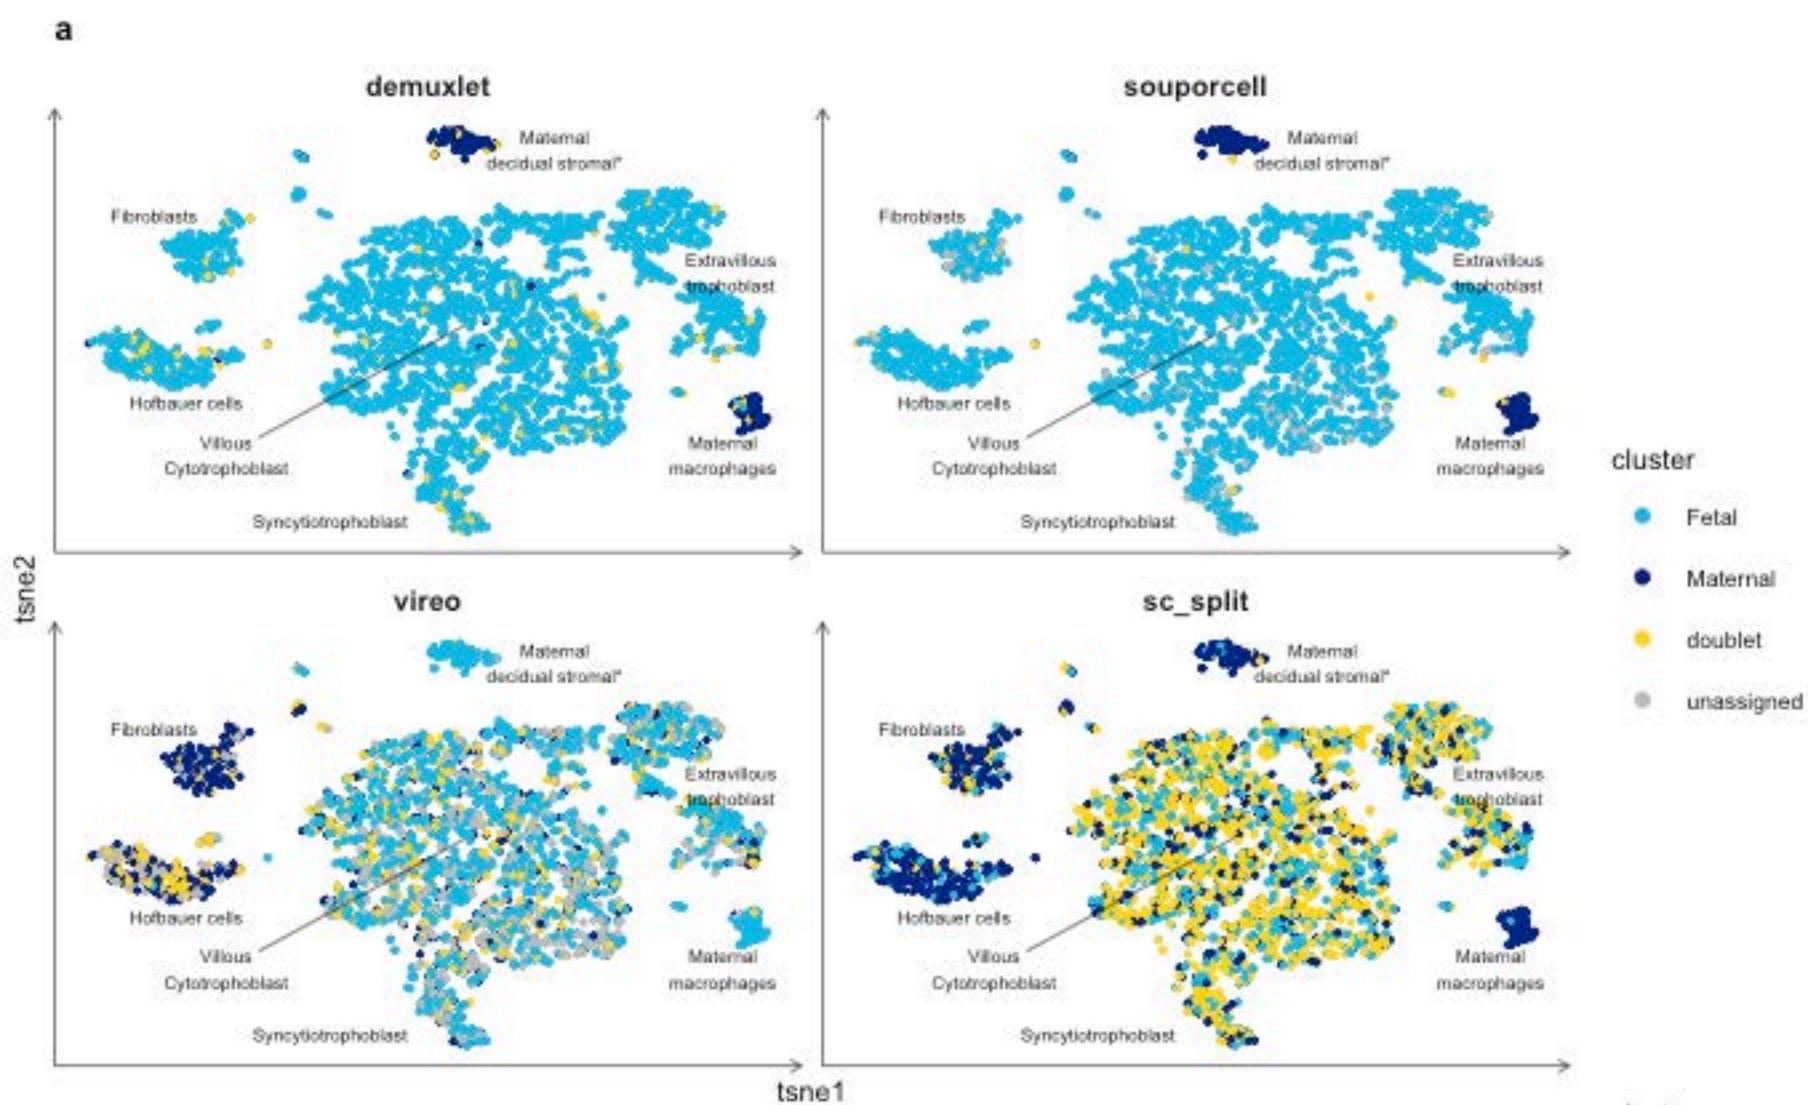 a
demuxlet
Maternal
decidual stromal*
Fibroblasts
Extravillous
trophoblast
Hofbauer cells
Villous
Cytotrophoblast
Maternal
macrophages
Syncytiotrophoblast
souporcell
Maternal
decidual stromal*
Fibroblasts
Extravillous
trophoblast
Hofbauer cells
Villous
Cytotrophoblast
Maternal
macrophages
Syncytiotrophoblast
vireo
Maternal
decidual stromal*
Fibroblasts
Extravillous
trophoblast
Hofbauer cells
Villous
Cytotrophoblast
Maternal
macrophages
Syncytiotrophoblast
sc_split
Maternal
decidual stromal*
Fibroblasts
Extravillous
trophoblast
Hofbauer cells
Villous
Cytotrophoblast
Maternal
macrophages
Syncytiotrophoblast
tsne2
tsne1
cluster
Fetal
Maternal
doublet
unassigned